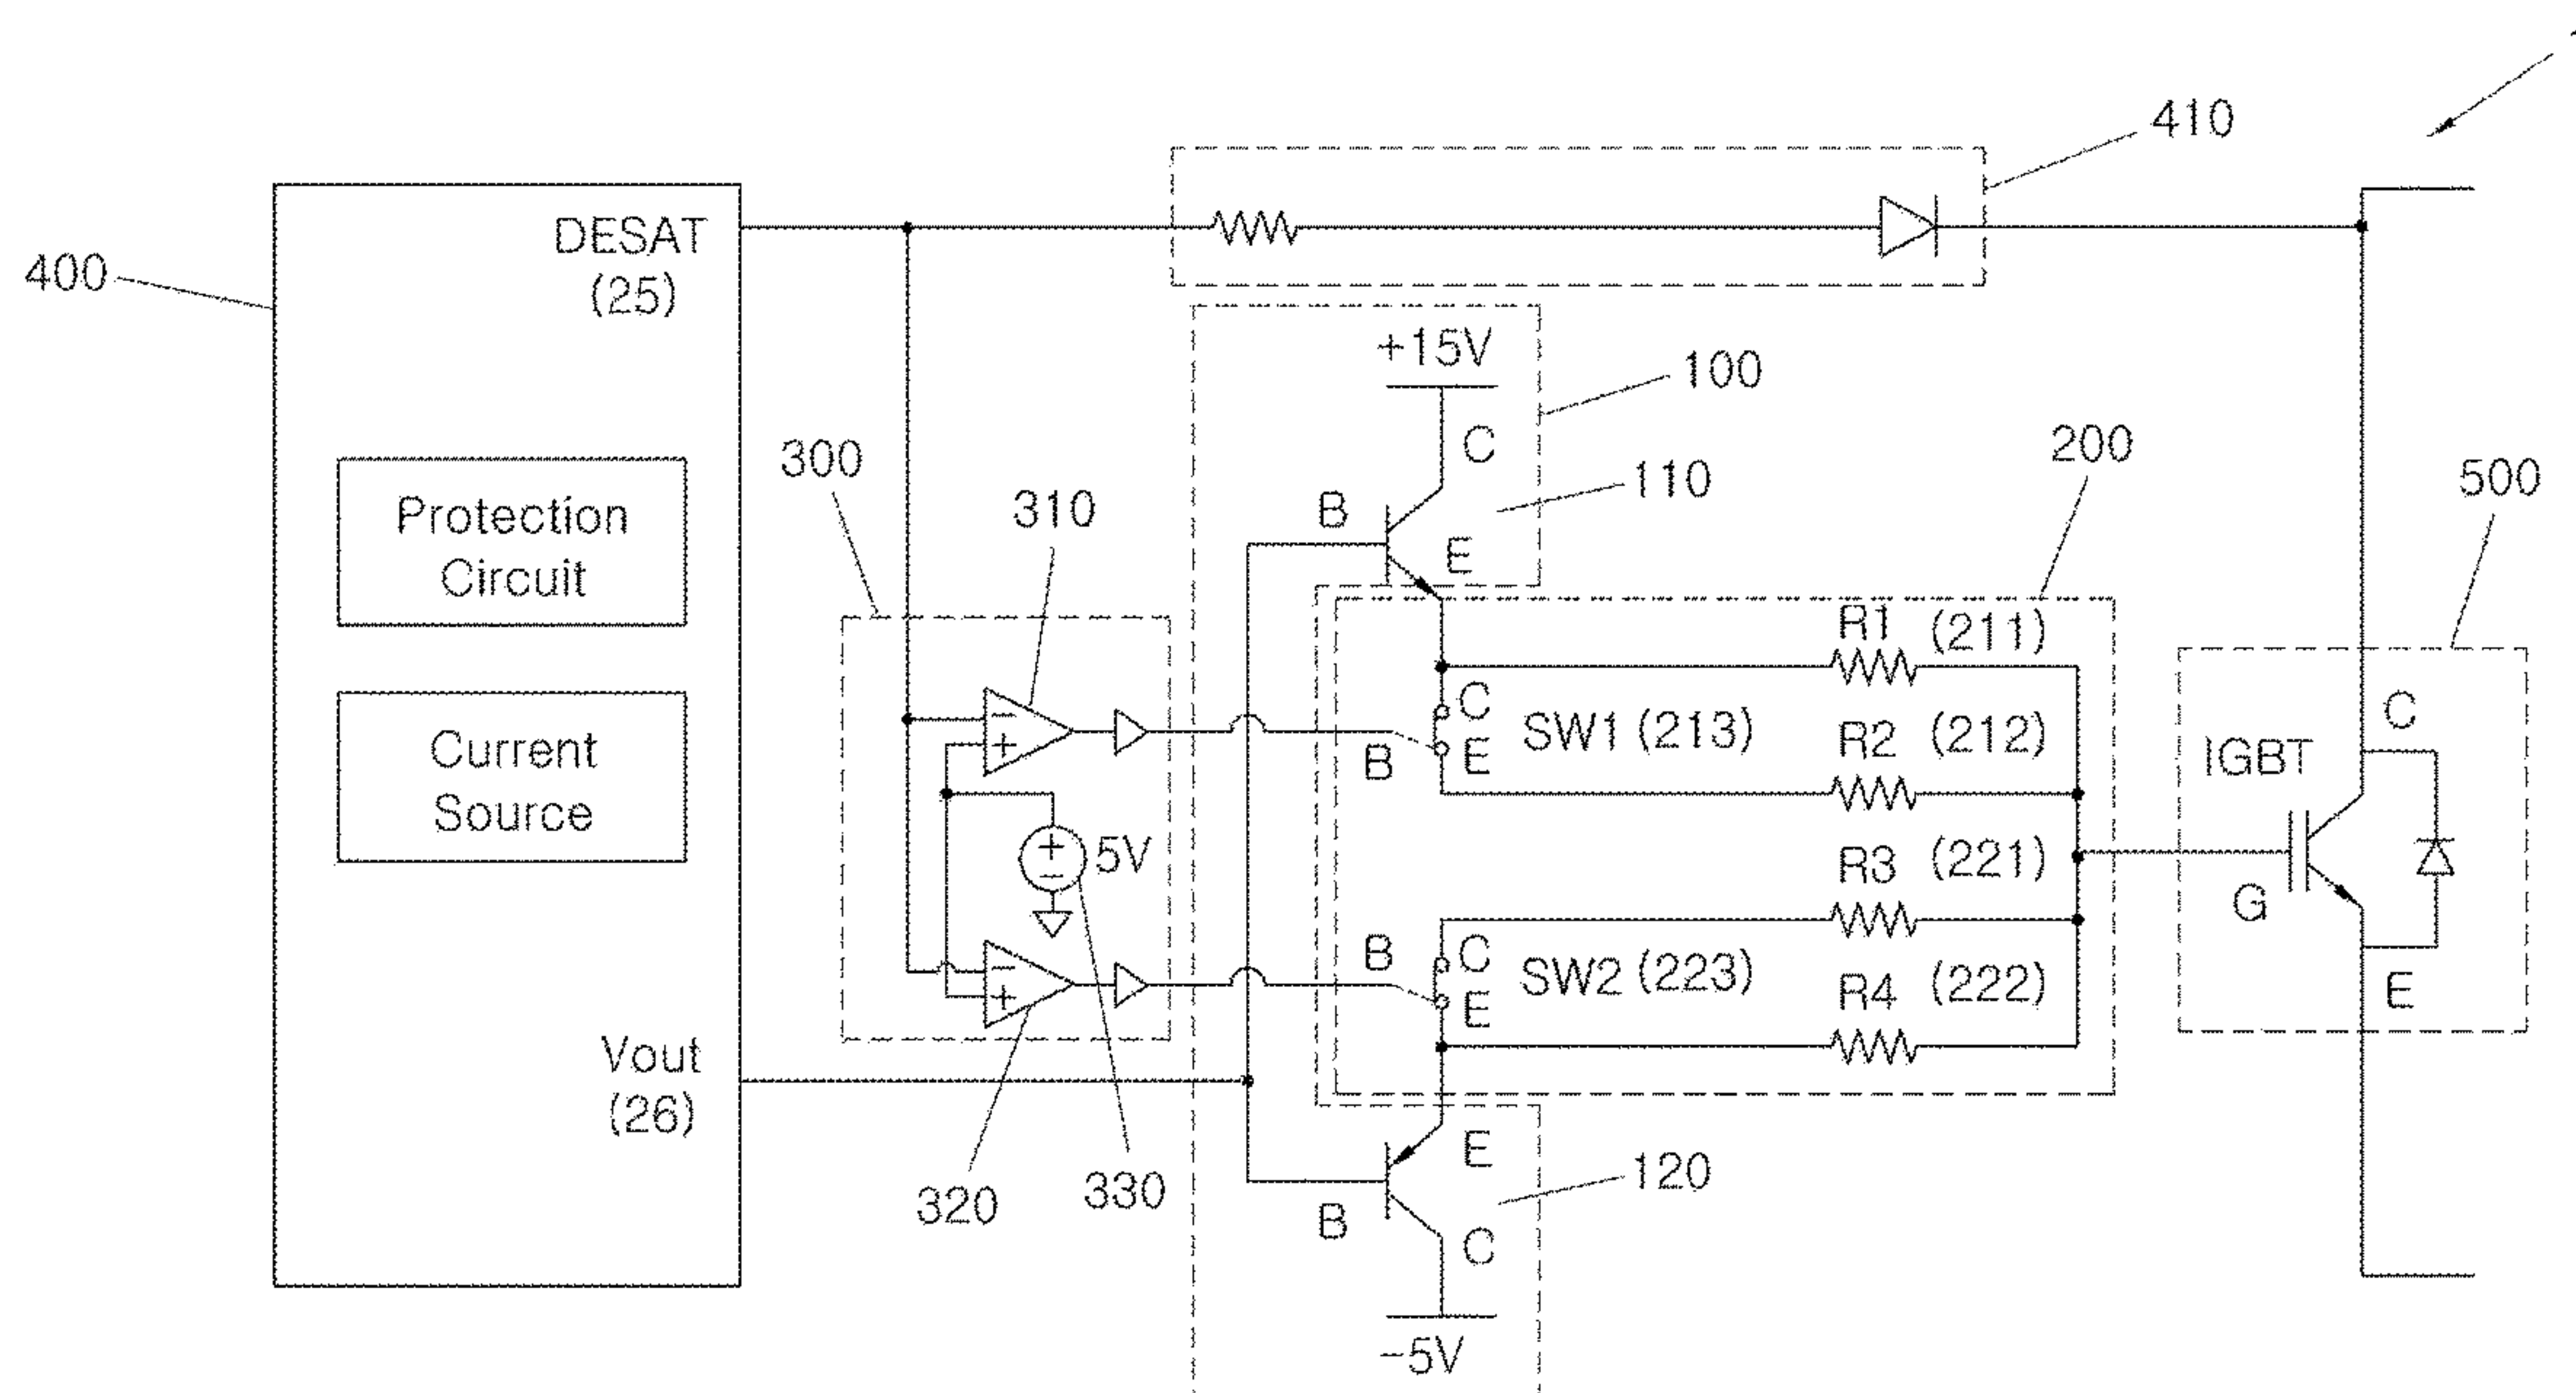 410
400
DESAT
(25)
+15V
100
300
200
110
500
310
C
B
E
Protection
Circuit
R1 (211)
C
SW1 (213)
R2 (212)
B
E
C
IGBT
Current
Source
5V
R3 (221)
G
B
C
SW2 (223)
R4 (222)
E
E
Vout
(26)
E
120
330
320
B
C
-5V
+
-
-
+
-
+